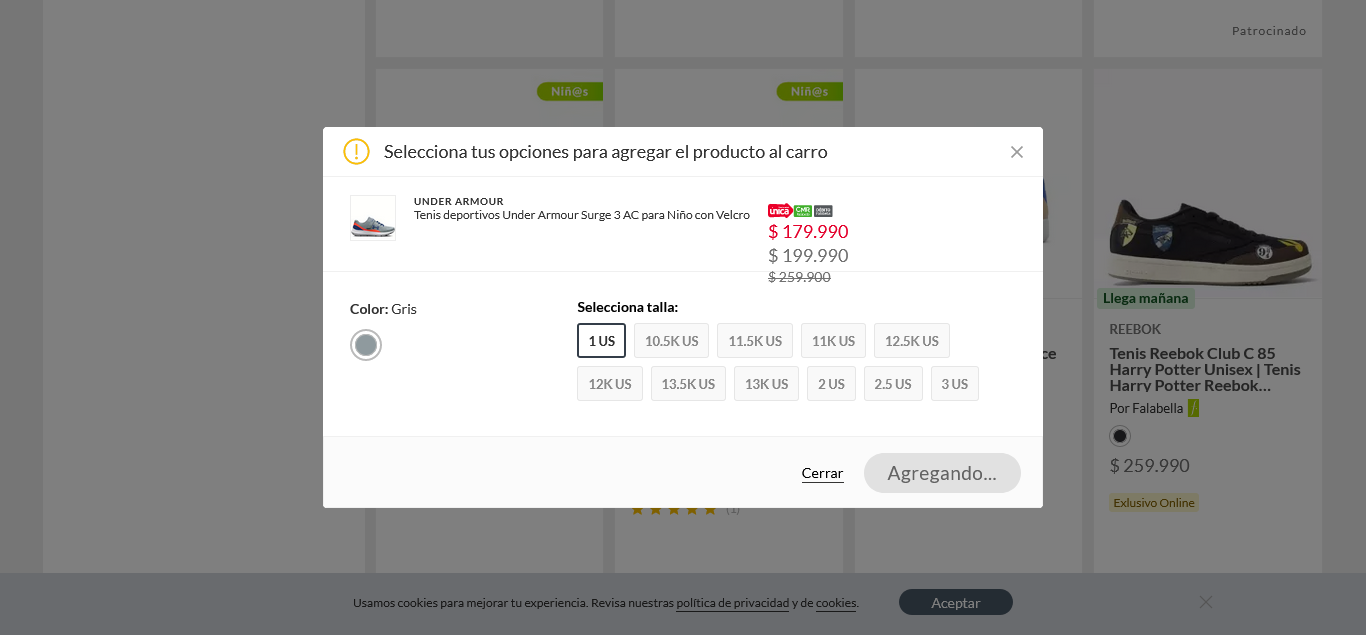 Patrocinado
Niñ@s
Niñ@s
Selecciona tus opciones para agregar el producto al carro
UNDER ARMOUR
Tenis deportivos Under Armour Surge 3 AC para Niño con Velcro
unica CMR
$ 179.990
$ 199.990
$ 259.900
Color: Gris
Selecciona talla:
1 US 10.5K US 11.5K US 11K US 12.5K US
12K US 13.5K US 13K US 2 US 2.5 US 3 US
Cerrar
Agregando...
(1)
Llega mañana
REEBOK
ce
Tenis Reebok Club C 85
Harry Potter Unisex | Tenis
Harry Potter Reebok...
Por Falabella
$ 259.990
Exlusivo Online
Usamos cookies para mejorar tu experiencia. Revisa nuestras política de privacidad y de cookies.
Aceptar